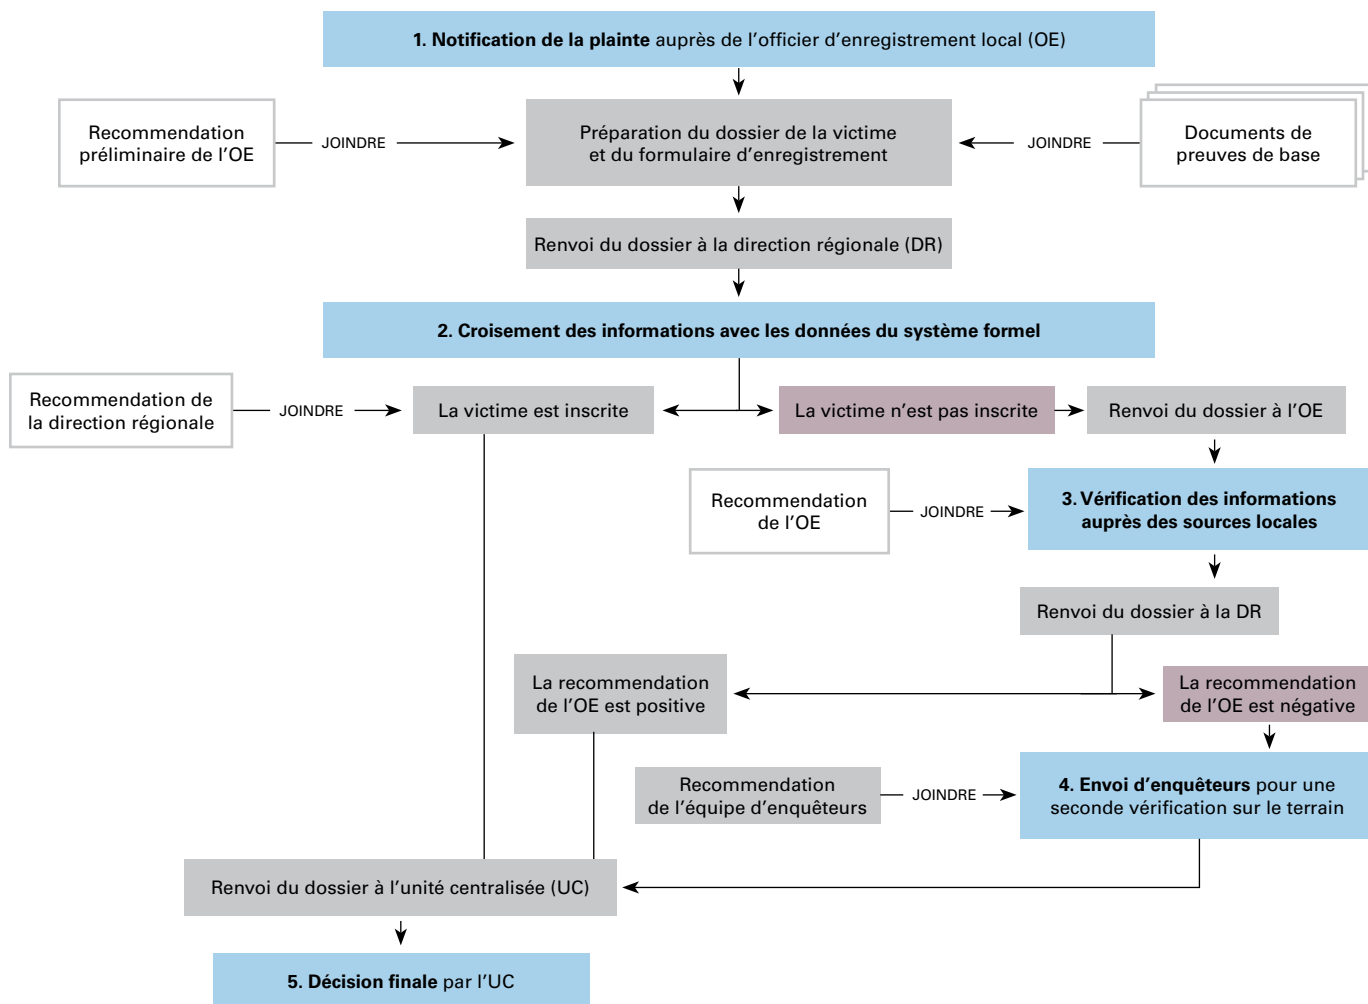 1. Notification de la plainte auprès de l'officier d'enregistrement local (OE)
Recommendation
préliminaire de l'OE
JOINDRE
Préparation du dossier de la victime
et du formulaire d'enregistrement
JOINDRE
Documents de
preuves de base
Renvoi du dossier à la direction régionale (DR)
2. Croisement des informations avec les données du système formel
Recommendation de
la direction régionale
JOINDRE
La victime est inscrite
La victime n'est pas inscrite
Renvoi du dossier à l'OE
Recommendation
de l'OE
JOINDRE
3. Vérification des informations
auprès des sources locales
Renvoi du dossier à la DR
La recommendation
de l'OE est positive
La recommendation
de l'OE est négative
Recommendation
de l'équipe d'enquêteurs
JOINDRE
4. Envoi d'enquêteurs pour une
seconde vérification sur le terrain
Renvoi du dossier à l'unité centralisée (UC)
5. Décision finale par l'UC